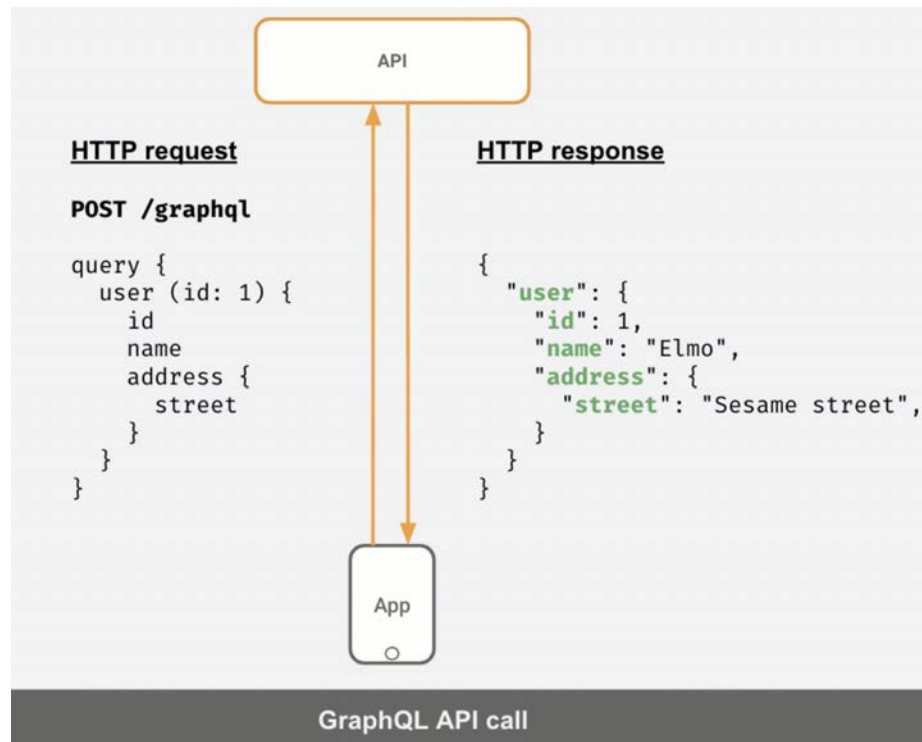 API
HTTP request
POST /graphql
query {
  user (id: 1) {
    id
    name
    address {
      street
    }
  }
}
HTTP response
{
  "user": {
    "id": 1,
    "name": "Elmo",
    "address": {
      "street": "Sesame street",
    }
  }
}
App
GraphQL API call